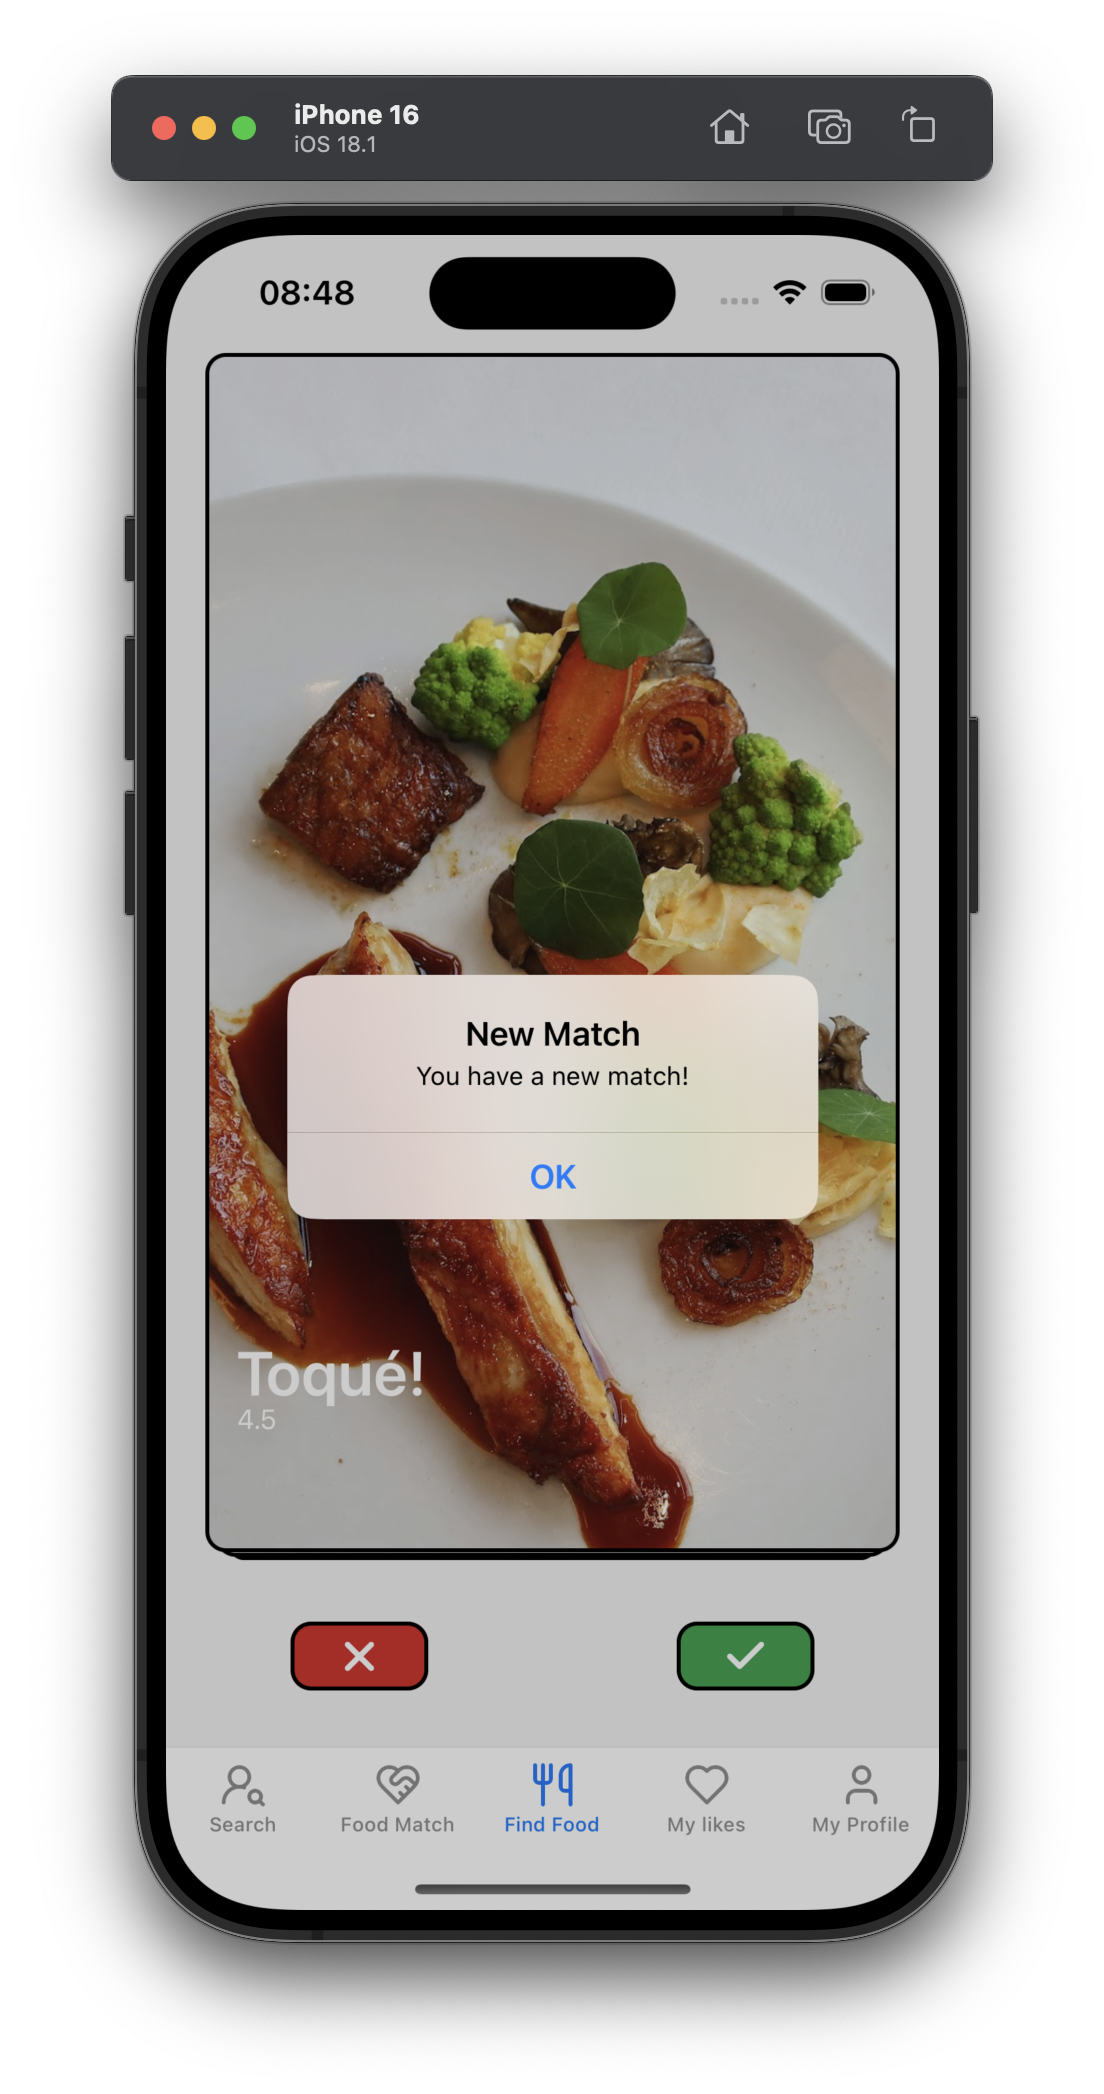 iPhone 16
iOS 18.1
08:48
New Match
You have a new match!
OK
Toqué!
4.5
Search
Food Match
Find Food
My likes
My Profile